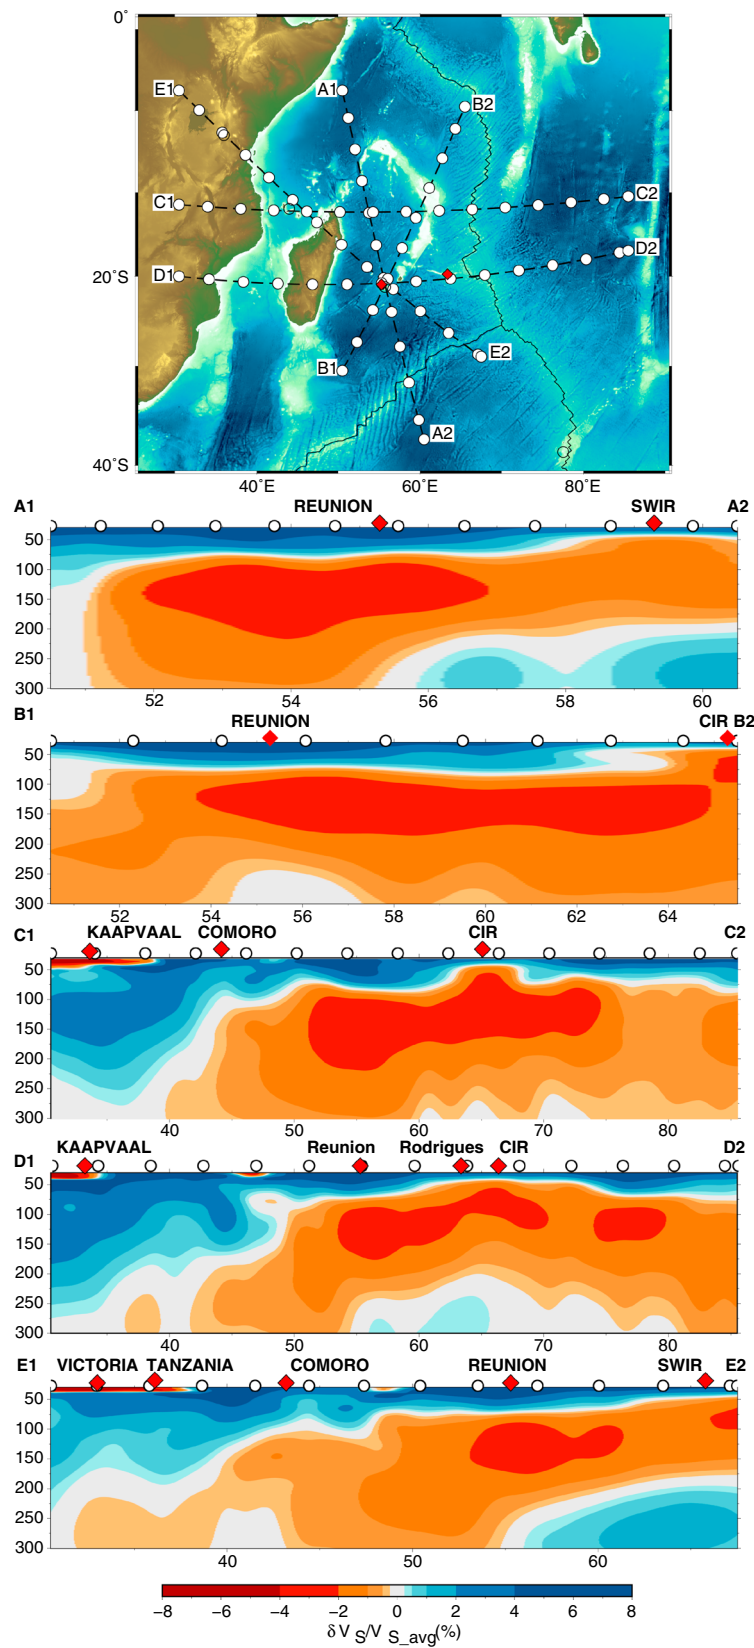 0°
E1
A1
B2
C1
C2
D2
D1
20°S
B1
E2
A2
40°S
40°E
60°E
80°E
A1 REUNION SWIR A2
50
100
150
200
250
300
52 54 56 58 60
B1 REUNION CIR B2
50
100
150
200
250
300
52 54 56 58 60 62 64
C1 KAAPVAAL COMORO CIR C2
50
100
150
200
250
300
40 50 60 70 80
D1 KAAPVAAL Reunion Rodrigues CIR D2
50
100
150
200
250
300
40 50 60 70 80
E1 VICTORIA TANZANIA COMORO REUNION SWIR E2
50
100
150
200
250
300
40 50 60
−8 −6 −4 −2 0 2 4 6 8
δV S/V S_avg(%)